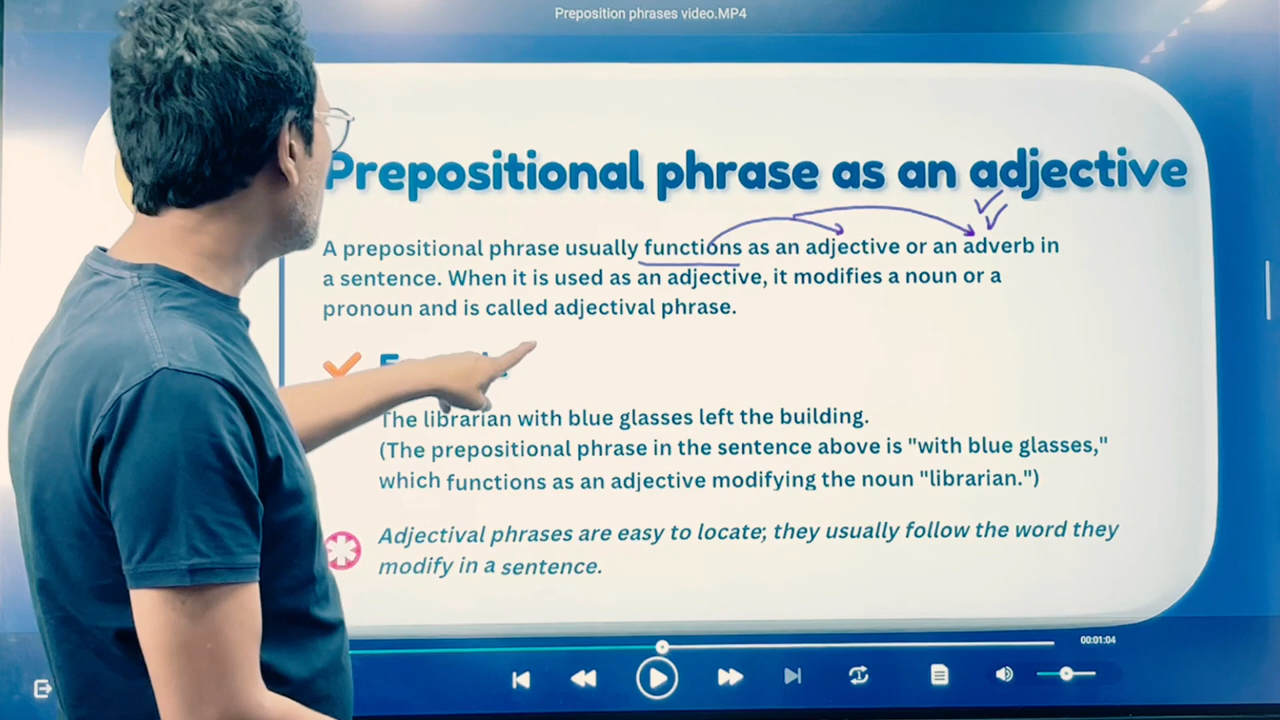 Preposition phrases video.MP4
Prepositional phrase as an adjective
A prepositional phrase usually functions as an adjective or an adverb in
a sentence. When it is used as an adjective, it modifies a noun or a
pronoun and is called adjectival phrase.
The librarian with blue glasses left the building.
(The prepositional phrase in the sentence above is "with blue glasses,"
which functions as an adjective modifying the noun "librarian.")
Adjectival phrases are easy to locate; they usually follow the word they
modify in a sentence.
00:01:04